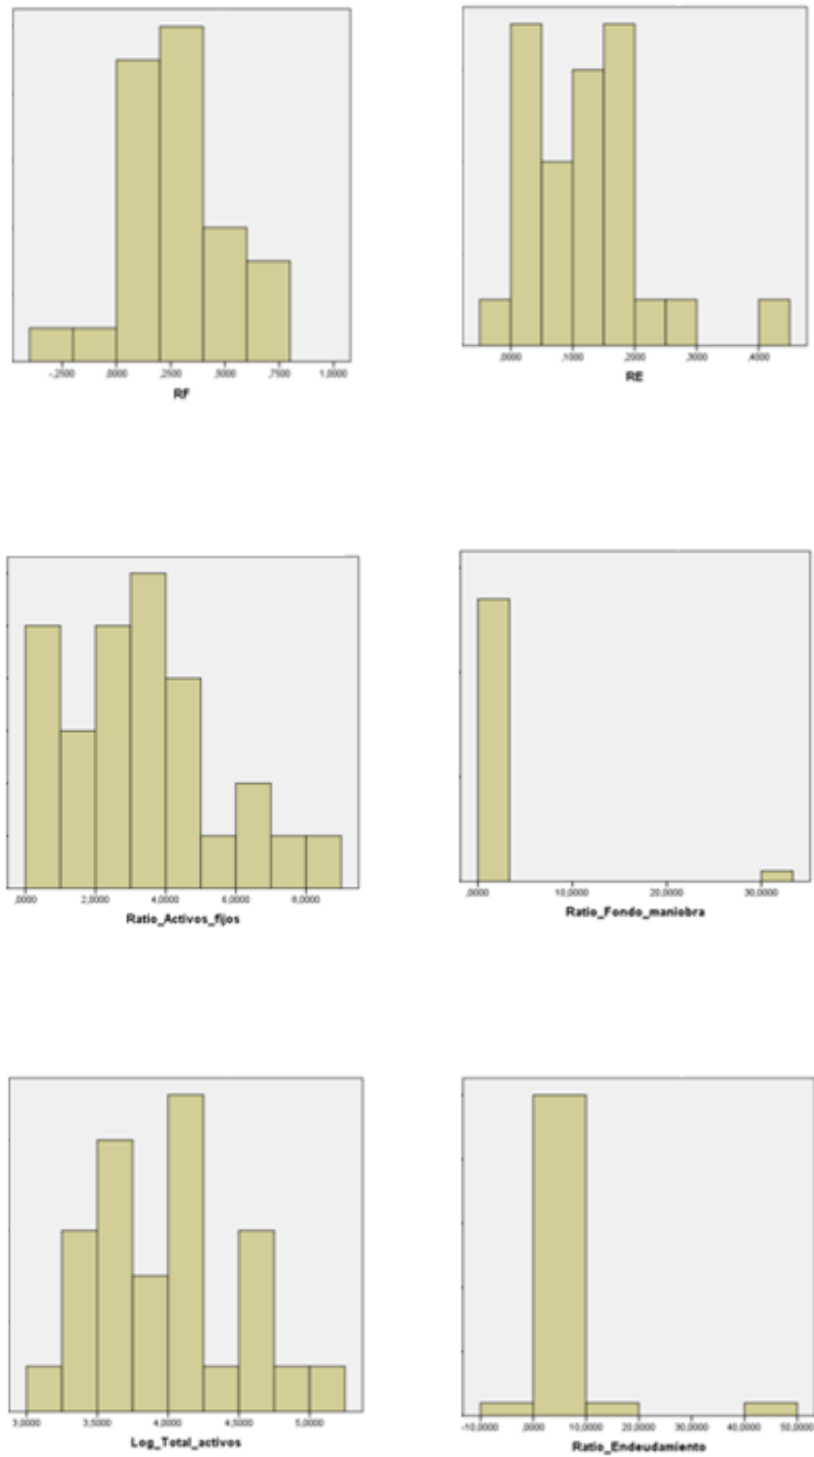 -,2500 ,0000 ,2500 ,5000 ,7500 1,0000
RF
,0000 ,1000 ,2000 ,3000 ,4000
RE
,0000 2,0000 4,0000 6,0000 8,0000
Ratio_Activos_fijos
,0000 10,0000 20,0000 30,0000
Ratio_Fondo_maniobra
3,0000 3,5000 4,0000 4,5000 5,0000
Log_Total_activos
-10,0000 ,0000 10,0000 20,0000 30,0000 40,0000 50,0000
Ratio_Endeudamiento